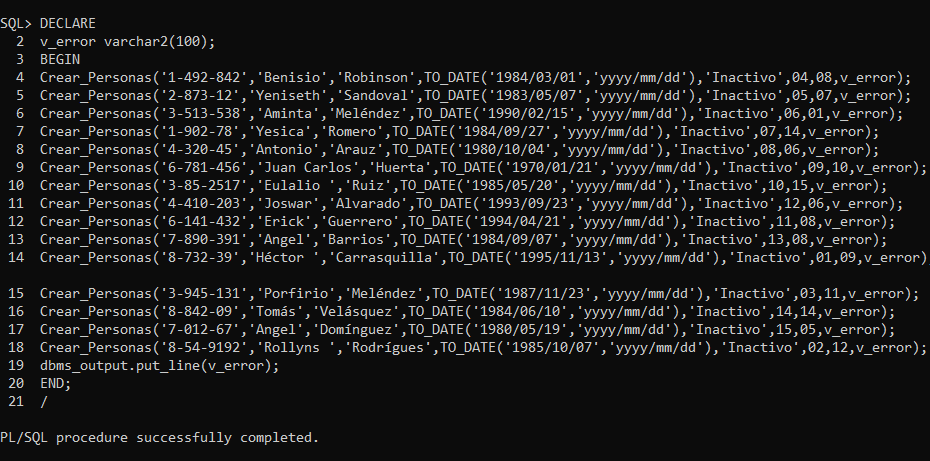 SQL> DECLARE
  2  v_error varchar2(100);
  3  BEGIN
  4  Crear_Personas('1-492-842','Benisio','Robinson',TO_DATE('1984/03/01','yyyy/mm/dd'),'Inactivo',04,08,v_error);
  5  Crear_Personas('2-873-12','Yeniseth','Sandoval',TO_DATE('1983/05/07','yyyy/mm/dd'),'Inactivo',05,07,v_error);
  6  Crear_Personas('3-513-538','Aminta','Meléndez',TO_DATE('1990/02/15','yyyy/mm/dd'),'Inactivo',06,01,v_error);
  7  Crear_Personas('1-902-78','Yesica','Romero',TO_DATE('1984/09/27','yyyy/mm/dd'),'Inactivo',07,14,v_error);
  8  Crear_Personas('4-320-45','Antonio','Arauz',TO_DATE('1980/10/04','yyyy/mm/dd'),'Inactivo',08,06,v_error);
  9  Crear_Personas('6-781-456','Juan Carlos','Huerta',TO_DATE('1970/01/21','yyyy/mm/dd'),'Inactivo',09,10,v_error);
 10  Crear_Personas('3-85-2517','Eulalio ','Ruiz',TO_DATE('1985/05/20','yyyy/mm/dd'),'Inactivo',10,15,v_error);
 11  Crear_Personas('4-410-203','Joswar','Alvarado',TO_DATE('1993/09/23','yyyy/mm/dd'),'Inactivo',12,06,v_error);
 12  Crear_Personas('6-141-432','Erick','Guerrero',TO_DATE('1994/04/21','yyyy/mm/dd'),'Inactivo',11,08,v_error);
 13  Crear_Personas('7-890-391','Angel','Barrios',TO_DATE('1984/09/07','yyyy/mm/dd'),'Inactivo',13,08,v_error);
 14  Crear_Personas('8-732-39','Héctor ','Carrasquilla',TO_DATE('1995/11/13','yyyy/mm/dd'),'Inactivo',01,09,v_error)
 15  Crear_Personas('3-945-131','Porfirio','Meléndez',TO_DATE('1987/11/23','yyyy/mm/dd'),'Inactivo',03,11,v_error);
 16  Crear_Personas('8-842-09','Tomás','Velásquez',TO_DATE('1984/06/10','yyyy/mm/dd'),'Inactivo',14,14,v_error);
 17  Crear_Personas('7-012-67','Angel','Domínguez',TO_DATE('1980/05/19','yyyy/mm/dd'),'Inactivo',15,05,v_error);
 18  Crear_Personas('8-54-9192','Rollyns ','Rodrígues',TO_DATE('1985/10/07','yyyy/mm/dd'),'Inactivo',02,12,v_error);
 19  dbms_output.put_line(v_error);
 20  END;
 21  /
PL/SQL procedure successfully completed.